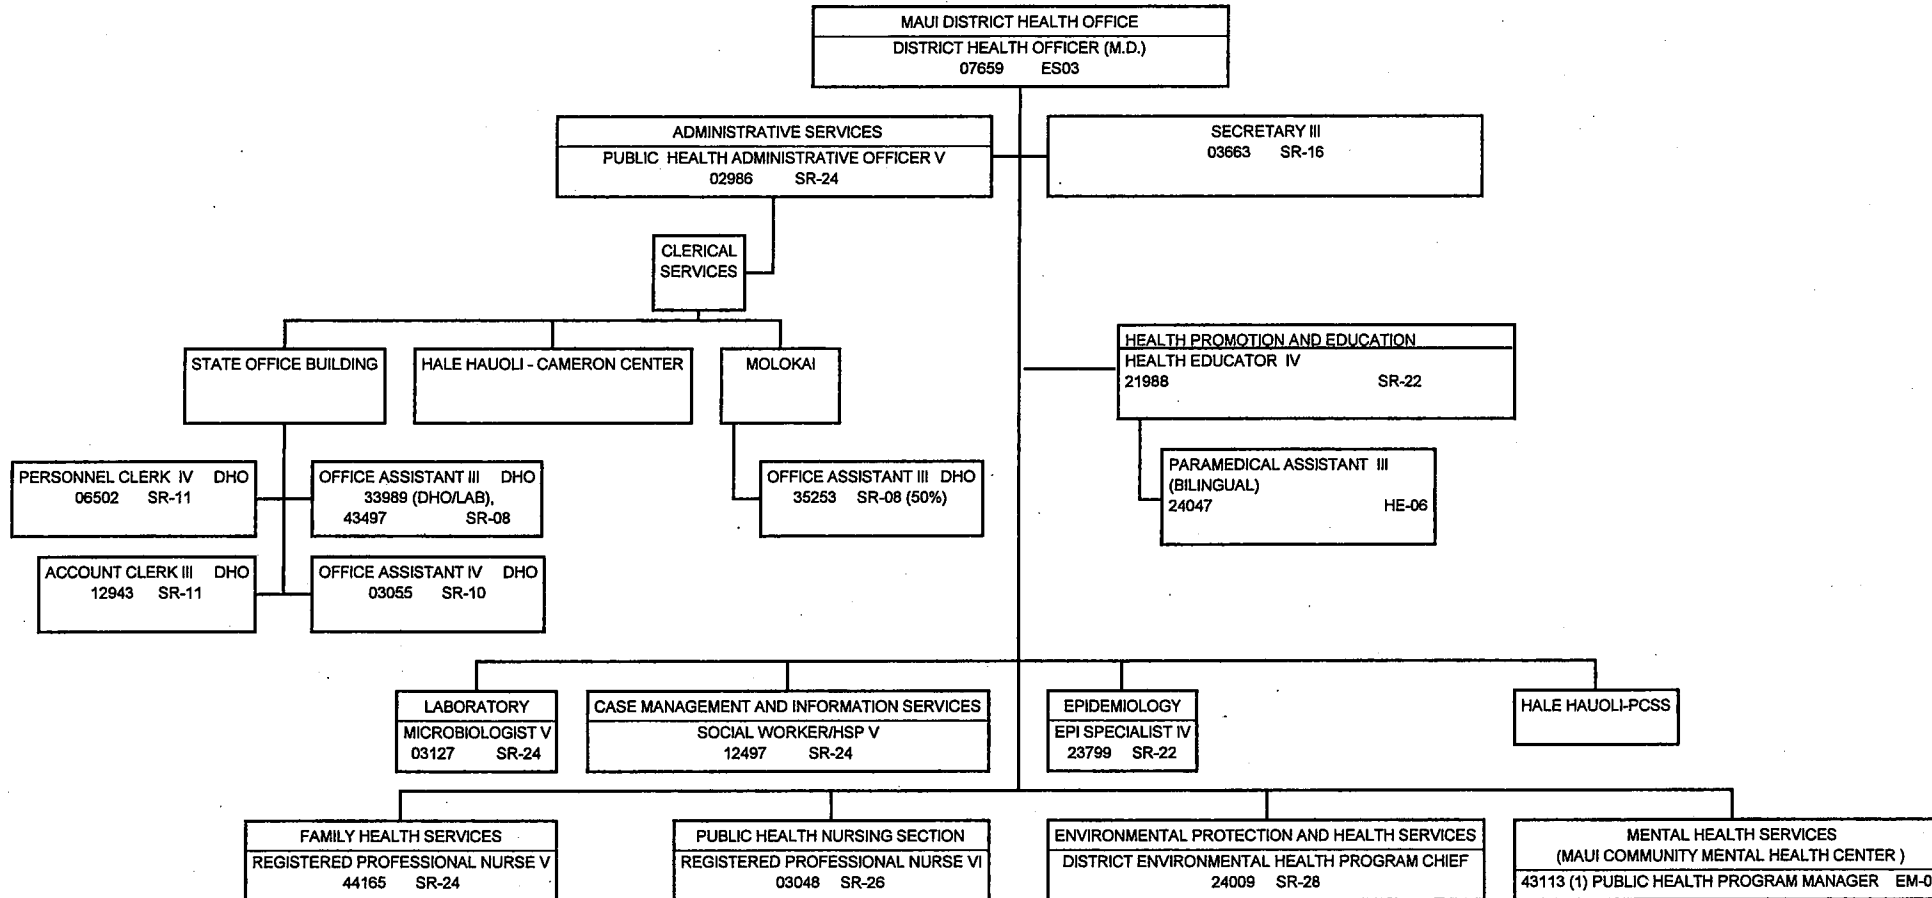 MAUI DISTRICT HEALTH OFFICE
DISTRICT HEALTH OFFICER (M.D.)
07659 ES03
ADMINISTRATIVE SERVICES
PUBLIC HEALTH ADMINISTRATIVE OFFICER V
02986 SR-24
SECRETARY III
03663 SR-16
CLERICAL
SERVICES
STATE OFFICE BUILDING
HALE HAUOLI - CAMERON CENTER
MOLOKAI
HEALTH PROMOTION AND EDUCATION
HEALTH EDUCATOR IV
21988 SR-22
PERSONNEL CLERK IV DHO
06502 SR-11
OFFICE ASSISTANT III DHO
33989 (DHO/LAB),
43497 SR-08
OFFICE ASSISTANT III DHO
35253 SR-08 (50%)
PARAMEDICAL ASSISTANT III
(BILINGUAL)
24047 HE-06
ACCOUNT CLERK III DHO
12943 SR-11
OFFICE ASSISTANT IV DHO
03055 SR-10
LABORATORY
MICROBIOLOGIST V
03127 SR-24
CASE MANAGEMENT AND INFORMATION SERVICES
SOCIAL WORKER/HSP V
12497 SR-24
EPIDEMIOLOGY
EPI SPECIALIST IV
23799 SR-22
HALE HAUOLI-PCSS
FAMILY HEALTH SERVICES
REGISTERED PROFESSIONAL NURSE V
44165 SR-24
PUBLIC HEALTH NURSING SECTION
REGISTERED PROFESSIONAL NURSE VI
03048 SR-26
ENVIRONMENTAL PROTECTION AND HEALTH SERVICES
DISTRICT ENVIRONMENTAL HEALTH PROGRAM CHIEF
24009 SR-28
MENTAL HEALTH SERVICES
(MAUI COMMUNITY MENTAL HEALTH CENTER )
43113 (1) PUBLIC HEALTH PROGRAM MANAGER EM-0